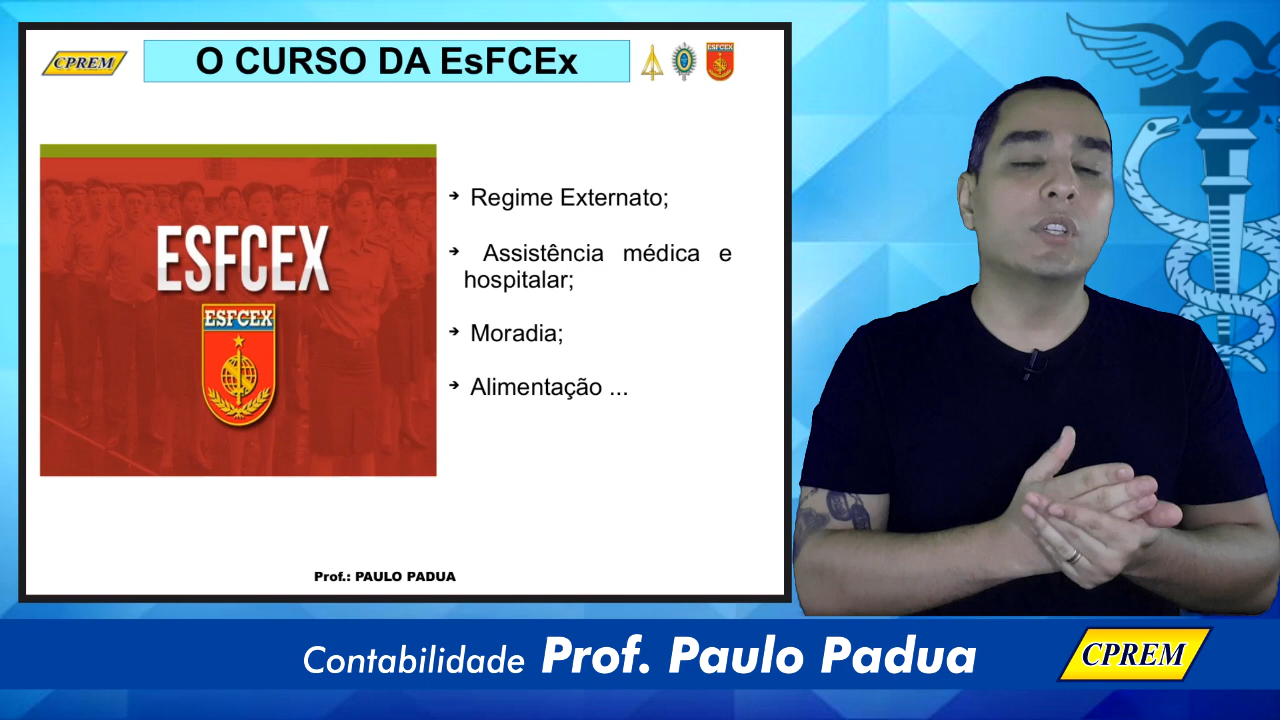 CPREM
O CURSO DA EsFCEx
ESFCEX
ESFCEX
ESFCEX
Regime Externato;
Assistência médica e
hospitalar;
Moradia;
Alimentação ...
Prof.: PAULO PADUA
Contabilidade Prof. Paulo Padua
CPREM